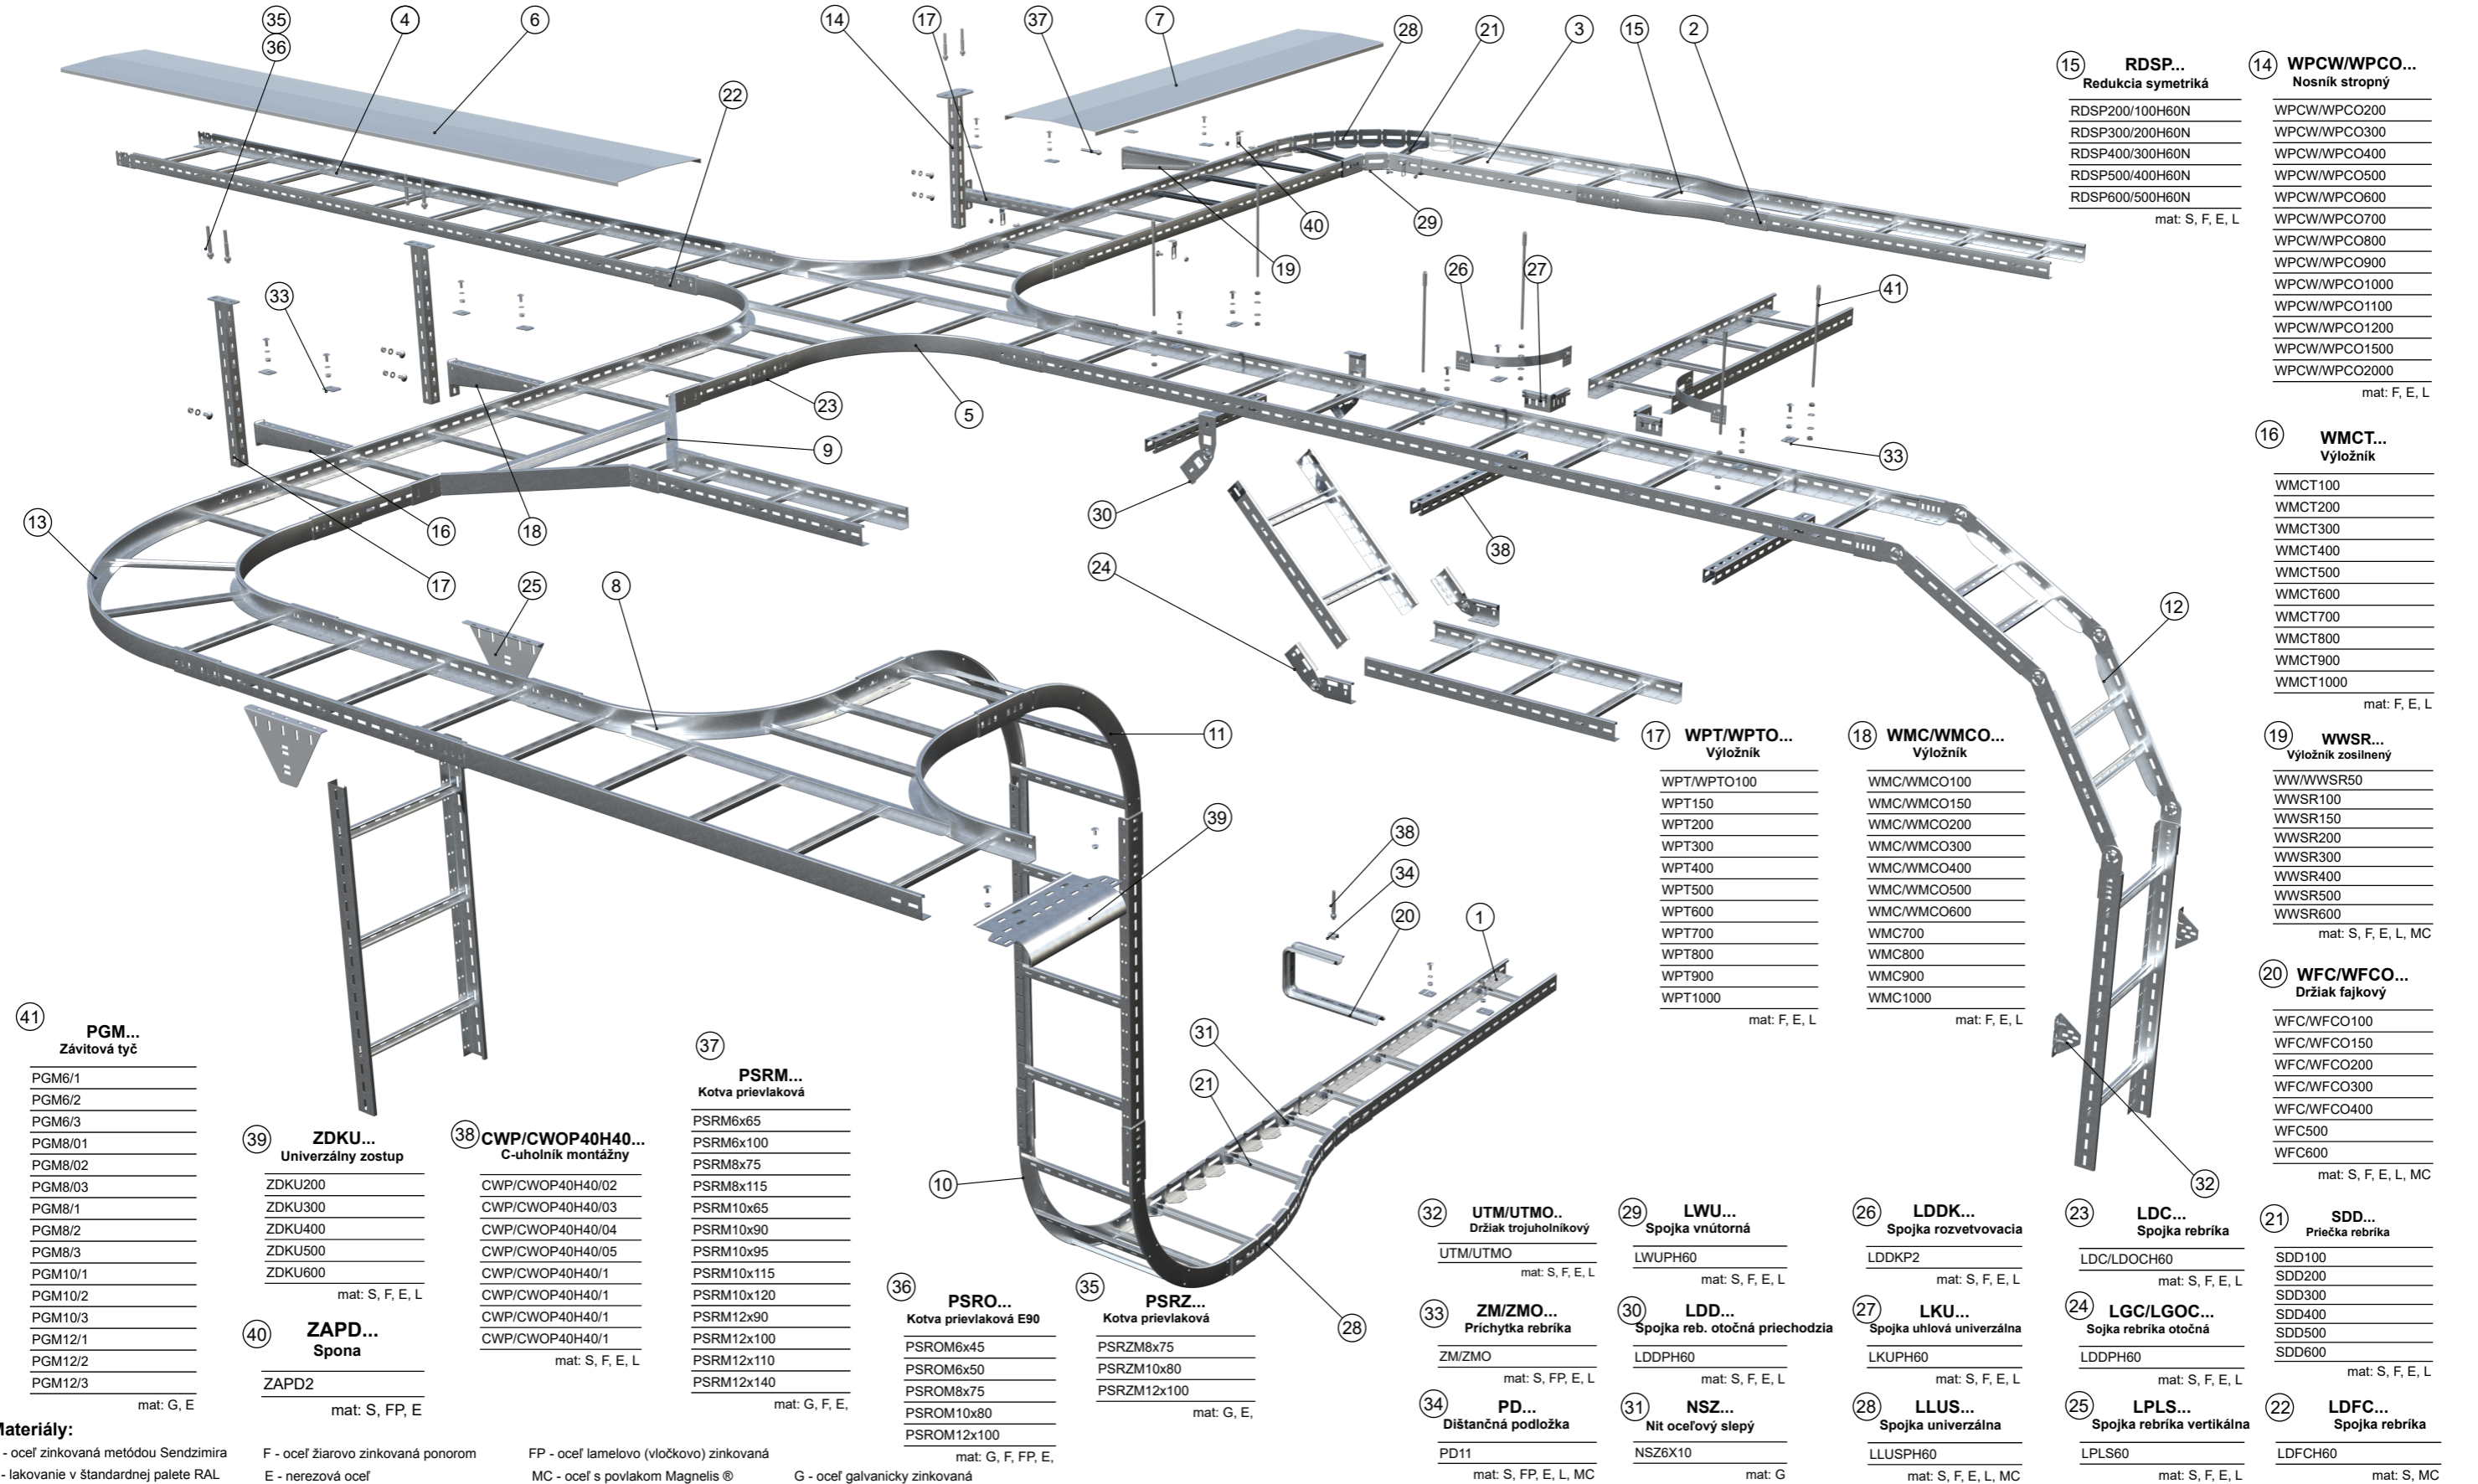 35
4
6
14
17
37
7
28
21
3
15
2
36
22
40
29
19
26
27
41
33
23
5
9
33
30
13
16
18
38
17
25
8
24
12
11
39
38
34
20
1
31
21
10
28
32
15 RDSP...
Redukcia symetriká
RDSP200/100H60N
RDSP300/200H60N
RDSP400/300H60N
RDSP500/400H60N
RDSP600/500H60N
mat: S, F, E, L
14 WPCW/WPCO...
Nosník stropný
WPCW/WPCO200
WPCW/WPCO300
WPCW/WPCO400
WPCW/WPCO500
WPCW/WPCO600
WPCW/WPCO700
WPCW/WPCO800
WPCW/WPCO900
WPCW/WPCO1000
WPCW/WPCO1100
WPCW/WPCO1200
WPCW/WPCO1500
WPCW/WPCO2000
mat: F, E, L
16 WMCT...
Výložník
WMCT100
WMCT200
WMCT300
WMCT400
WMCT500
WMCT600
WMCT700
WMCT800
WMCT900
WMCT1000
mat: F, E, L
17 WPT/WPTO...
Výložník
WPT/WPTO100
WPT150
WPT200
WPT300
WPT400
WPT500
WPT600
WPT700
WPT800
WPT900
WPT1000
mat: F, E, L
18 WMC/WMCO...
Výložník
WMC/WMCO100
WMC/WMCO150
WMC/WMCO200
WMC/WMCO300
WMC/WMCO400
WMC/WMCO500
WMC/WMCO600
WMC700
WMC800
WMC900
WMC1000
mat: F, E, L
19 WWSR...
Výložník zosilnený
WW/WWSR50
WWSR100
WWSR150
WWSR200
WWSR300
WWSR400
WWSR500
WWSR600
mat: S, F, E, L, MC
20 WFC/WFCO...
Držiak fajkový
WFC/WFCO100
WFC/WFCO150
WFC/WFCO200
WFC/WFCO300
WFC/WFCO400
WFC500
WFC600
mat: S, F, E, L, MC
41 PGM...
Závitová tyč
PGM6/1
PGM6/2
PGM6/3
PGM8/01
PGM8/02
PGM8/03
PGM8/1
PGM8/2
PGM8/3
PGM10/1
PGM10/2
PGM10/3
PGM12/1
PGM12/2
PGM12/3
mat: G, E
39 ZDKU...
Univerzálny zostup
ZDKU200
ZDKU300
ZDKU400
ZDKU500
ZDKU600
mat: S, F, E, L
40 ZAPD...
Spona
ZAPD2
mat: S, FP, E
38 CWP/CWOP40H40...
C-uholník montážny
CWP/CWOP40H40/02
CWP/CWOP40H40/03
CWP/CWOP40H40/04
CWP/CWOP40H40/05
CWP/CWOP40H40/1
CWP/CWOP40H40/1
CWP/CWOP40H40/1
CWP/CWOP40H40/1
mat: S, F, E, L
37 PSRM...
Kotva prievlaková
PSRM6x65
PSRM6x100
PSRM8x75
PSRM8x115
PSRM10x65
PSRM10x90
PSRM10x95
PSRM10x115
PSRM10x120
PSRM12x90
PSRM12x100
PSRM12x110
PSRM12x140
mat: G, F, E,
36 PSRO...
Kotva prievlaková E90
PSROM6x45
PSROM6x50
PSROM8x75
PSROM10x80
PSROM12x100
mat: G, F, FP, E,
35 PSRZ...
Kotva prievlaková
PSRZM8x75
PSRZM10x80
PSRZM12x100
mat: G, E,
32 UTM/UTMO..
Držiak trojuholníkový
UTM/UTMO
mat: S, F, E, L
29 LWU...
Spojka vnútorná
LWUPH60
mat: S, F, E, L
26 LDDK...
Spojka rozvetvovacia
LDDKP2
mat: S, F, E, L
23 LDC...
Spojka rebríka
LDC/LDOCH60
mat: S, F, E, L
21 SDD...
Priečka rebríka
SDD100
SDD200
SDD300
SDD400
SDD500
SDD600
mat: S, F, E, L
33 ZM/ZMO...
Príchytka rebríka
ZM/ZMO
mat: S, FP, E, L
30 LDD...
Spojka reb. otočná priechodzia
LDDPH60
mat: S, F, E, L
27 LKU...
Spojka uhlová univerzálna
LKUPH60
mat: S, F, E, L
24 LGC/LGOC...
Sojka rebríka otočná
LDDPH60
mat: S, F, E, L
34 PD...
Dištančná podložka
PD11
mat: S, FP, E, L, MC
31 NSZ...
Nit oceľový slepý
NSZ6X10
mat: G
28 LLUS...
Spojka univerzálna
LLUSPH60
mat: S, F, E, L, MC
25 LPLS...
Spojka rebríka vertikálna
LPLS60
mat: S, F, E, L
22 LDFC...
Spojka rebríka
LDFCH60
mat: S, MC
Materiály:
- oceľ zinkovaná metódou Sendzimira
F - oceľ žiarovo zinkovaná ponorom
FP - oceľ lamelovo (vločkovo) zinkovaná
- lakovanie v štandardnej palete RAL
E - nerezová oceľ
MC - oceľ s povlakom Magnelis ®
G - oceľ galvanicky zinkovaná